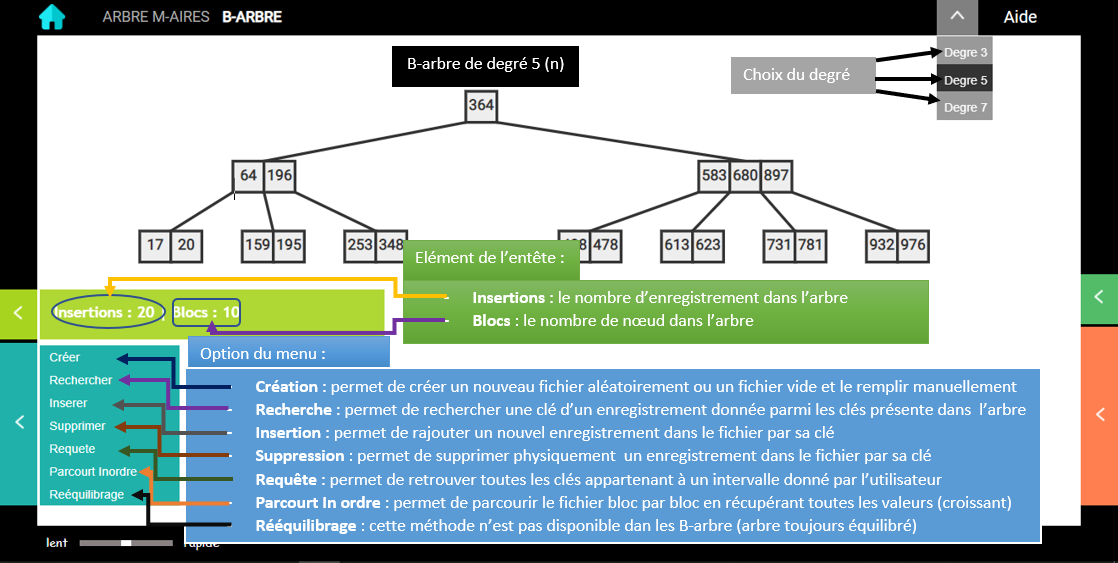 ARBRE M-AIRES B-ARBRE Aide
B-arbre de degré 5 (n)
Choix du degré
Degre 3
Degre 5
Degre 7
364
64 196
583 680 897
17 20
159 195
253 348
478
613 623
731 781
932 976
Elément de l'entête :
- Insertions : le nombre d'enregistrement dans l'arbre
- Blocs : le nombre de nœud dans l'arbre
Insertions : 20 , Blocs : 10
Option du menu :
Créer
Rechercher
Inserer
Supprimer
Requete
Parcourt Inordre
Reéquilibrage
- Création : permet de créer un nouveau fichier aléatoirement ou un fichier vide et le remplir manuellement
- Recherche : permet de rechercher une clé d'un enregistrement donnée parmi les clés présente dans l'arbre
- Insertion : permet de rajouter un nouvel enregistrement dans le fichier par sa clé
- Suppression : permet de supprimer physiquement un enregistrement dans le fichier par sa clé
- Requête : permet de retrouver toutes les clés appartenant à un intervalle donné par l'utilisateur
- Parcourt In ordre : permet de parcourir le fichier bloc par bloc en récupérant toutes les valeurs (croissant)
- Rééquilibrage : cette méthode n'est pas disponible dan les B-arbre (arbre toujours équilibré)
lent